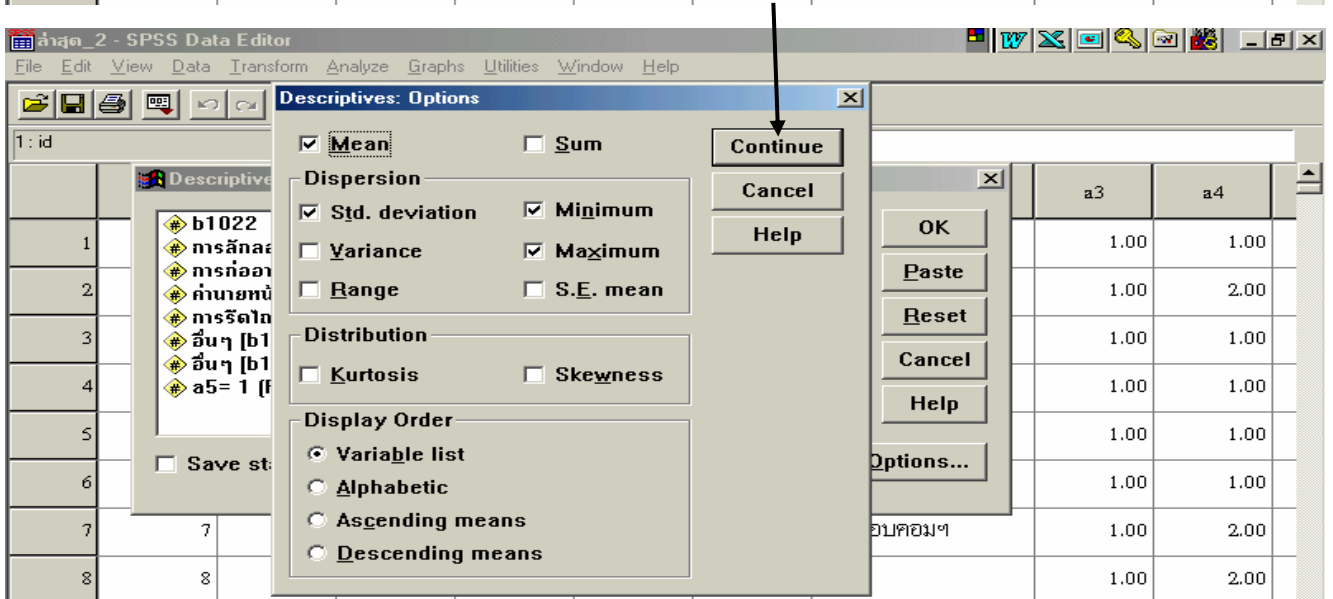 ล่าสุด_2 - SPSS Data Editor
File Edit View Data Transform Analyze Graphs Utilities Window Help
1 : id
Descriptives: Options
Mean
Sum
Dispersion
Std. deviation
Minimum
Variance
Maximum
Range
S.E. mean
Distribution
Kurtosis
Skewness
Display Order
Variable list
Alphabetic
Ascending means
Descending means
Continue
Cancel
Help
Descriptive
b1022
การลักลอ
การก่ออา
ค่านายหน้
การรีดไถ
อื่นๆ [b1
อื่นๆ [b1
a5= 1 (F
Save st
OK
Paste
Reset
Cancel
Help
Options...
a3 a4
1 1.00 1.00
2 1.00 2.00
3 1.00 1.00
4 1.00 1.00
5 1.00 1.00
6 1.00 1.00
7 7 อบคอมฯ 1.00 2.00
8 8 1.00 2.00